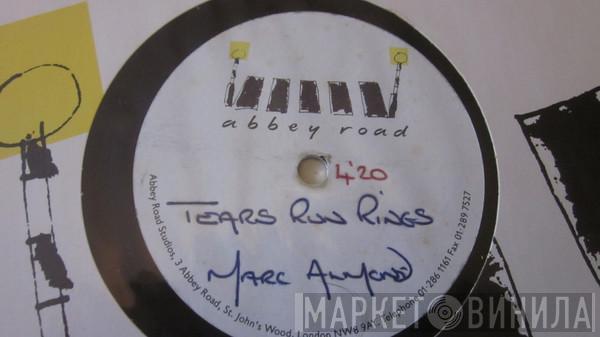 abbey road
4'20
TEARS RUN RINGS
MARC ALMOND
Abbey Road Studios, 3 Abbey Road, St. John's Wood, London NW8 9AY Telephone 01-286 1161 Fax 01-289 7527
МАРКЕТ ВИНИЛА